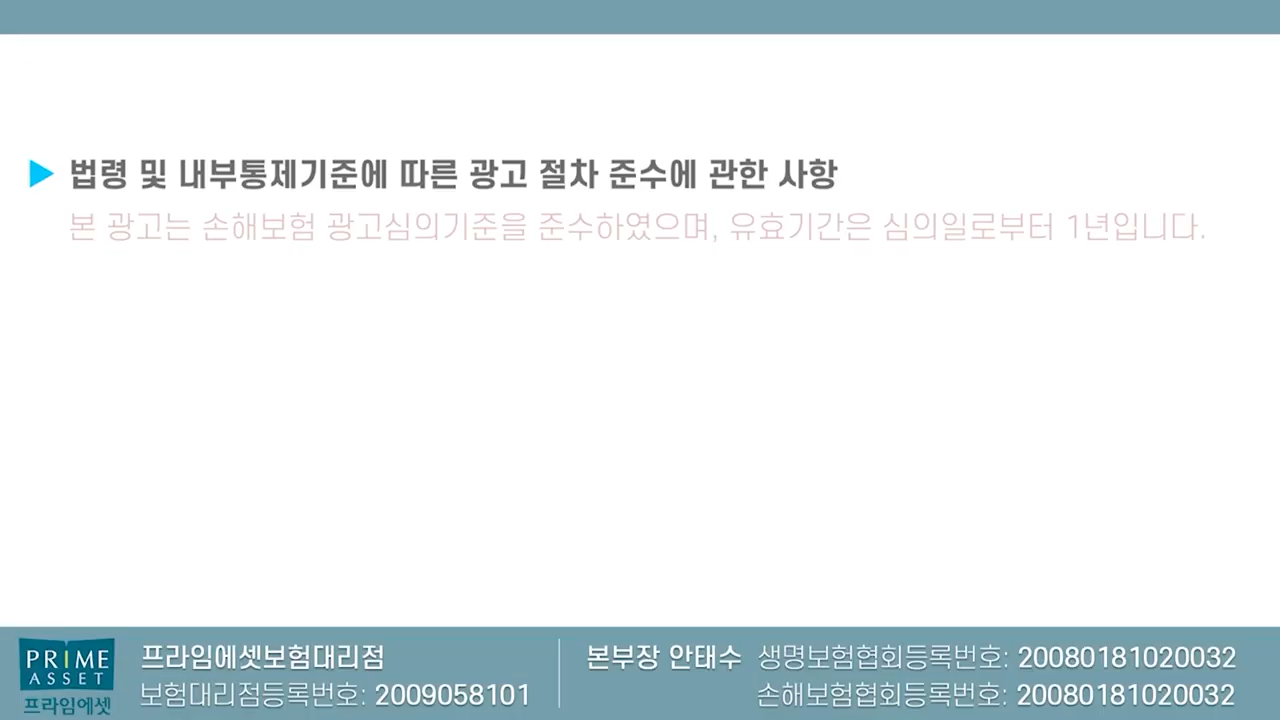 ▶ 법령 및 내부통제기준에 따른 광고 절차 준수에 관한 사항
본 광고는 손해보험 광고심의기준을 준수하였으며, 유효기간은 심의일로부터 1년입니다.
PRIME
ASSET
프라임에셋
프라임에셋보험대리점
보험대리점등록번호: 2009058101
본부장 안태수 생명보험협회등록번호: 20080181020032
손해보험협회등록번호: 20080181020032